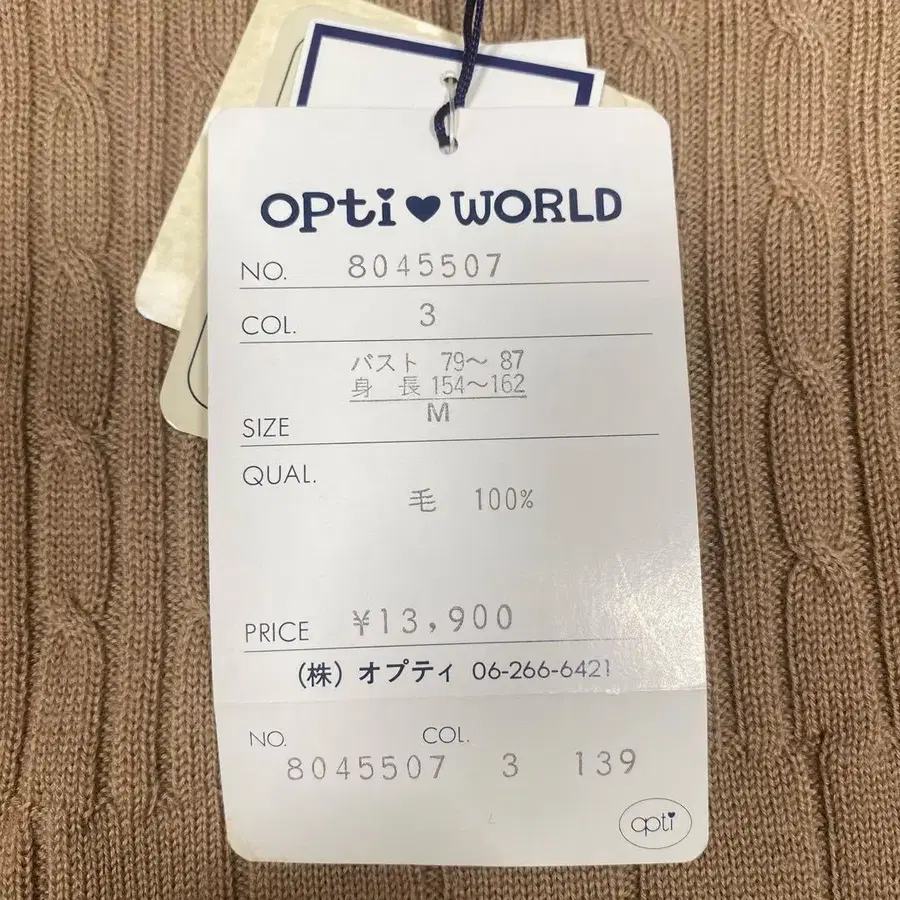 opti♥WORLD
NO. 8045507
COL. 3
バスト 79〜 87
身 長 154〜162
SIZE M
QUAL.
毛 100%
PRICE ¥13,900
(株) オプティ 06-266-6421
NO. COL.
8045507 3 139
opti